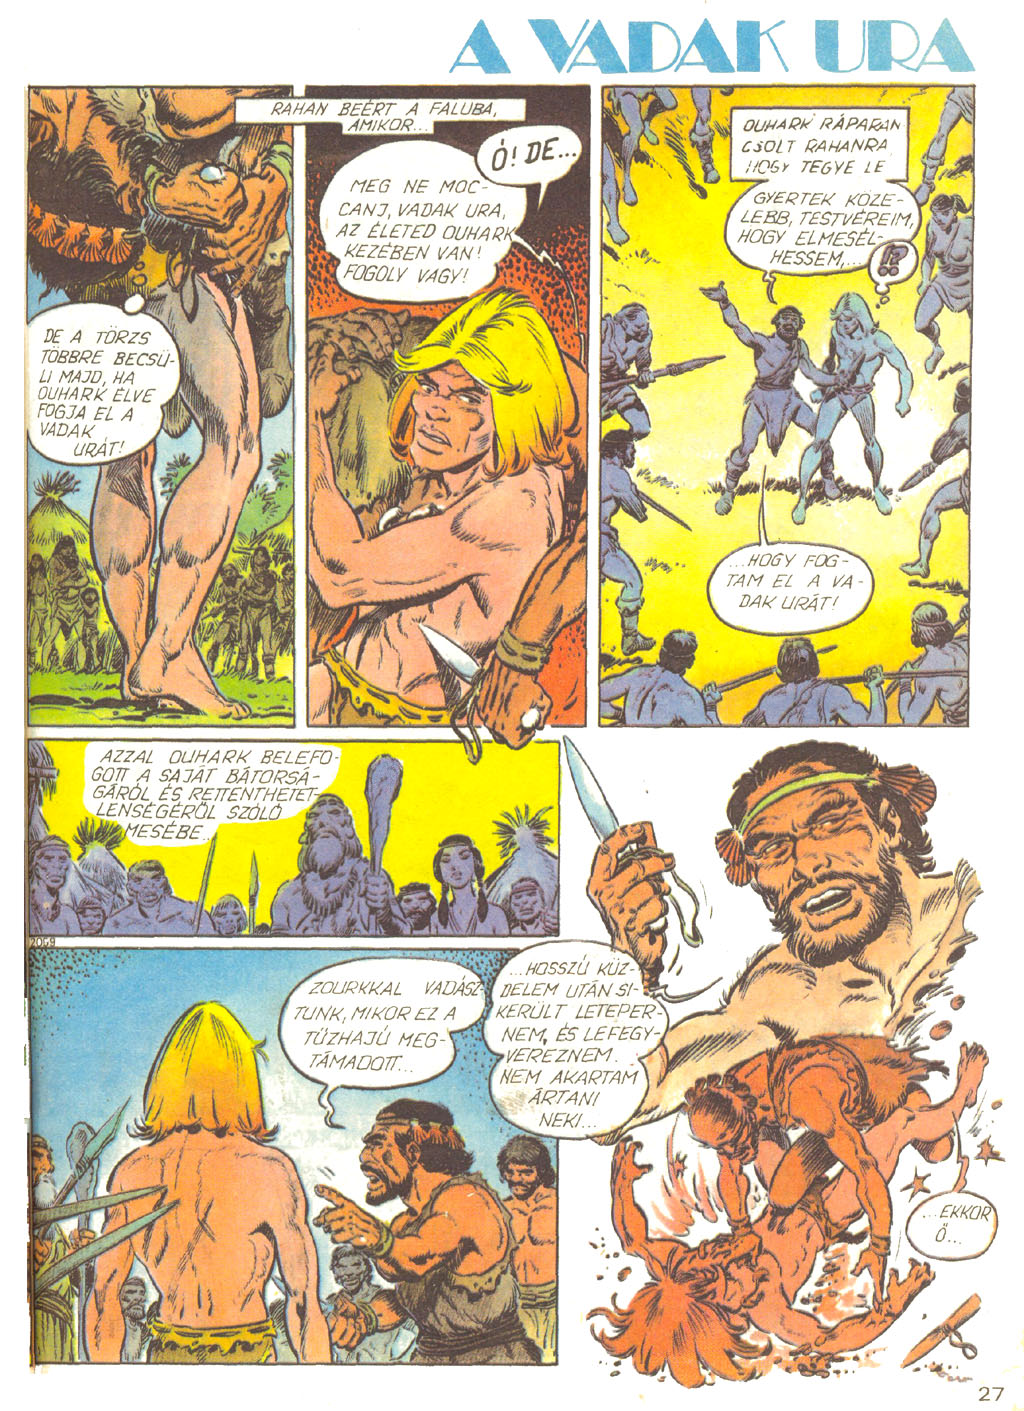 A VADAK URA
RAHAN BEÉRT A FALUBA,
AMIKOR...
DE A TÖRZS
TÖBBRE BECSÜ-
LI MAJD, HA
OUHARK ÉLVE
FOGJA EL A
VADAK
URÁT!
Ó! DE...
MEG NE MOC-
CANJ, VADAK URA,
AZ ÉLETED OUHARK
KEZÉBEN VAN!
FOGOLY VAGY!
OUHARK RÁPARAN
CSOLT RAHANRA
HOGY TEGYE LE
GYERTEK KÖZE-
LEBB, TESTVÉREIM,
HOGY ELMESÉL-
HESSEM,...
!?
...HOGY FOG-
TAM EL A VA-
DAK URÁT!
AZZAL OUHARK BELEFO-
GOTT A SAJÁT BÁTORSÁ-
GÁRÓL ÉS RETTENTHETET-
LENSÉGÉRŐL SZÓLÓ
MESÉBE...
2069
ZOURKKAL VADÁSZ-
TUNK, MIKOR EZ A
TŰZHAJÚ MEG-
TÁMADOTT...
...HOSSZÚ KÜZ-
DELEM UTÁN SI-
KERÜLT LETEPER-
NEM, ÉS LEFEGY-
VEREZNEM.
NEM AKARTAM
ÁRTANI
NEKI...
...EKKOR
Ő...
27